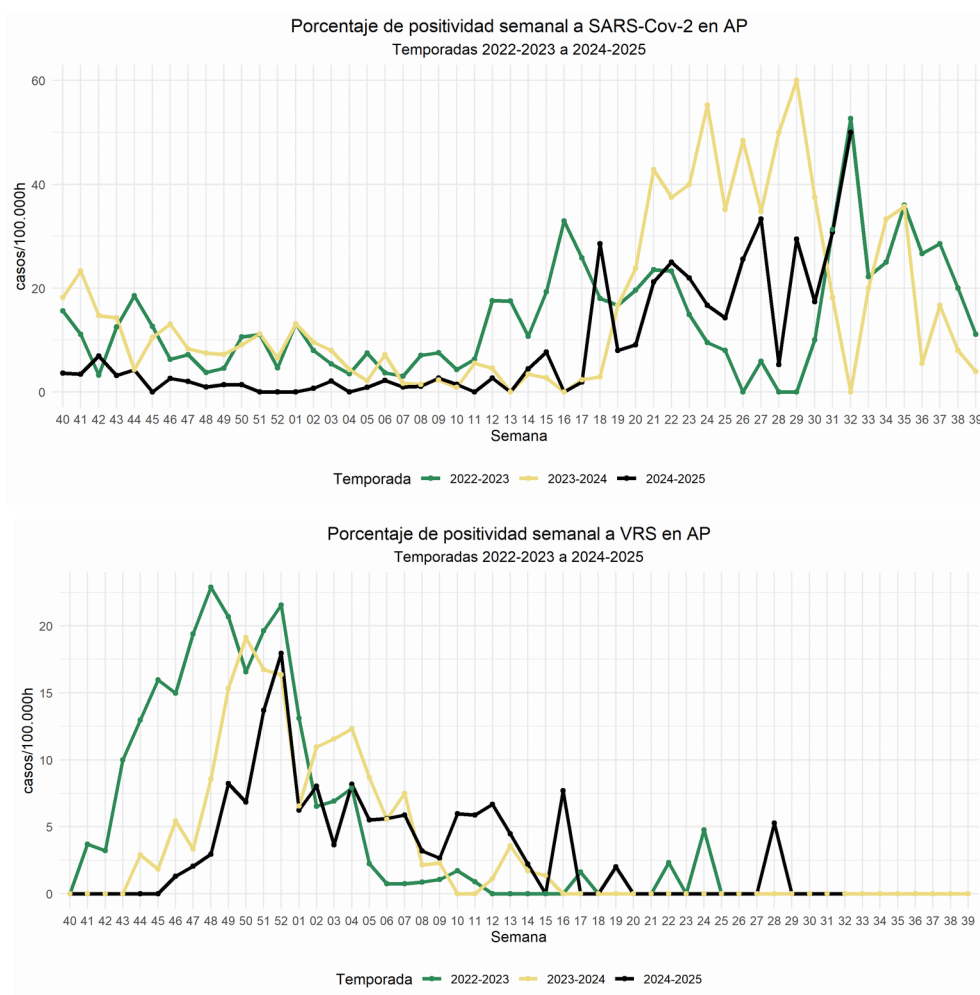 Porcentaje de positividad semanal a SARS-Cov-2 en AP
Temporadas 2022-2023 a 2024-2025
60
40
20
0
casos/100.000h
40 41 42 43 44 45 46 47 48 49 50 51 52 01 02 03 04 05 06 07 08 09 10 11 12 13 14 15 16 17 18 19 20 21 22 23 24 25 26 27 28 29 30 31 32 33 34 35 36 37 38 39
Semana
Temporada 2022-2023 2023-2024 2024-2025
Porcentaje de positividad semanal a VRS en AP
Temporadas 2022-2023 a 2024-2025
20
15
10
5
0
casos/100.000h
40 41 42 43 44 45 46 47 48 49 50 51 52 01 02 03 04 05 06 07 08 09 10 11 12 13 14 15 16 17 18 19 20 21 22 23 24 25 26 27 28 29 30 31 32 33 34 35 36 37 38 39
Semana
Temporada 2022-2023 2023-2024 2024-2025